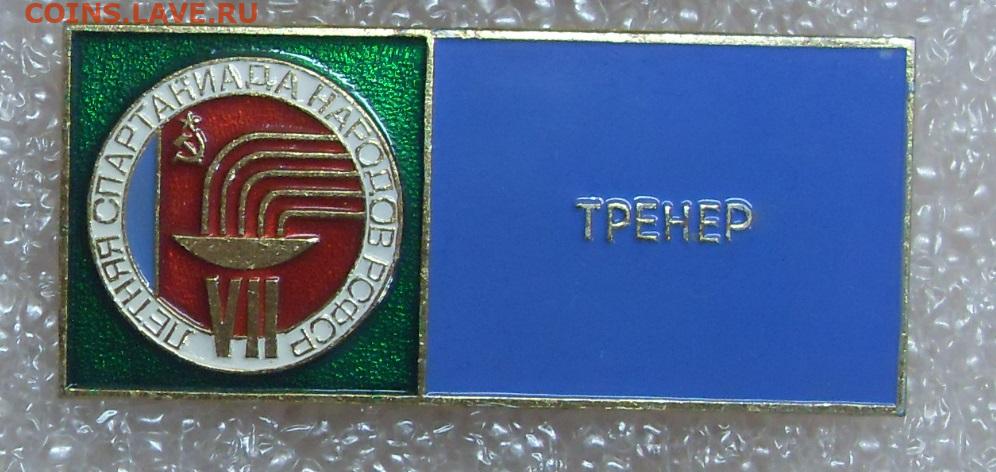 COINS.LAVE.RU
ЛЕТНЯЯ СПАРТАКИАДА НАРОДОВ РСФСР
VII
ТРЕНЕР